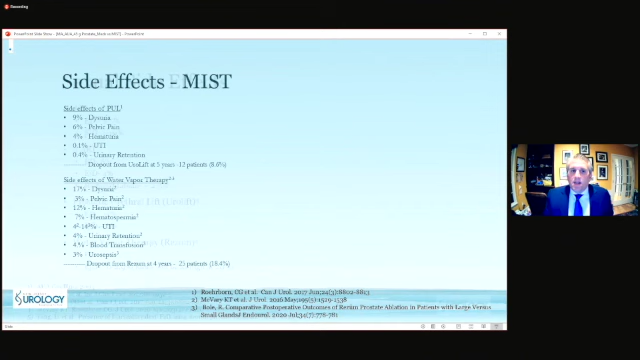 Recording
Side Effects - MIST
Side effects of PUL1
• 9% - Dysuria
• 6% - Pelvic Pain
• 4% - Hematuria
• 0.1% - UTI
• 0.4% - Urinary Retention
Dropout from UroLift at 5 years - 12 patients (8.6%)
Side effects of Water Vapor Therapy2,3
• 17% - Dysuria2
• 3% - Pelvic Pain2
• 12% - Hematuria2
• 7% - Hematospermia2
• UTI
• 4% - Urinary Retention2
• 4% - Blood Transfusion3
• 3% - Urosepsis3
Dropout from Rezum at 4 years - 25 patients (18.4%)
UROLOGY
1) Roehrborn, CG et al. Can J Urol. 2017 Jun;24(3):8802-8813
2) McVary KT et al. J Urol. 2016 May;195(5):1529-1538
3) Bole, R. Comparative Postoperative Outcomes of Rezum Prostate Ablation in Patients with Large Versus
Small Glands J Endourol. 2020 Jul;34(7):778-781